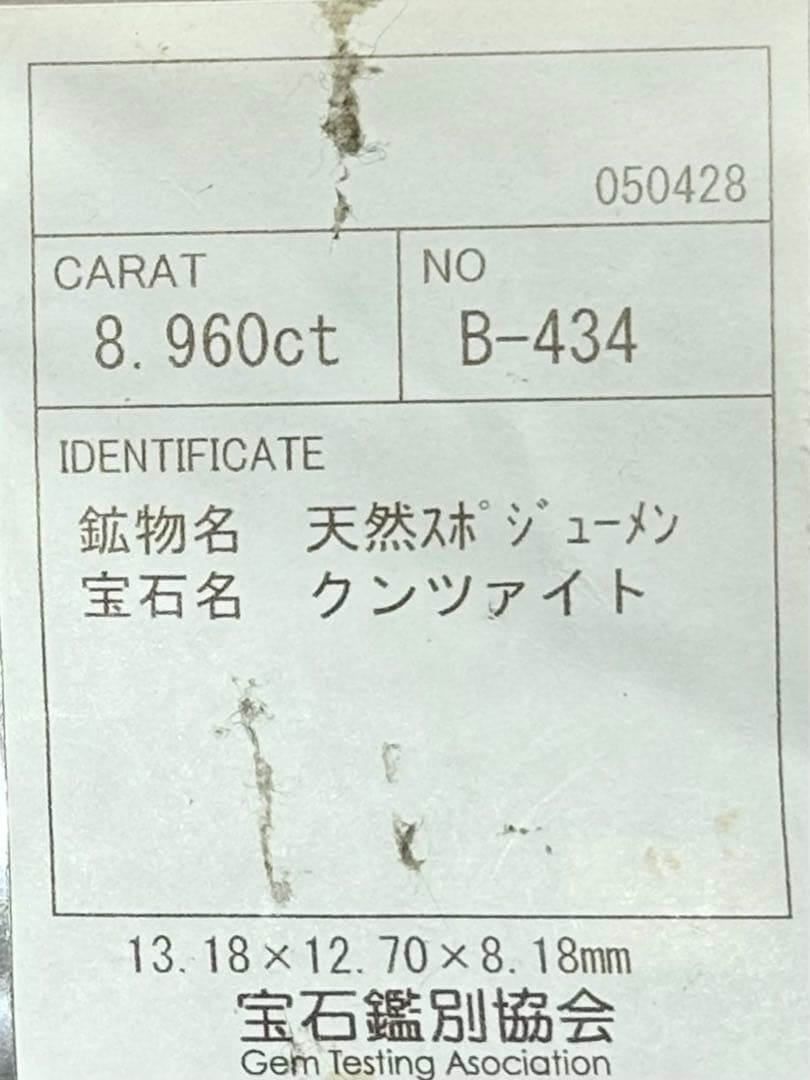 050428
CARAT
8.960ct
NO
B-434
IDENTIFICATE
鉱物名 天然ｽﾎﾟｼﾞｭｰﾒﾝ
宝石名 クンツァイト
13.18×12.70×8.18mm
宝石鑑別協会
Gem Testing Asociation